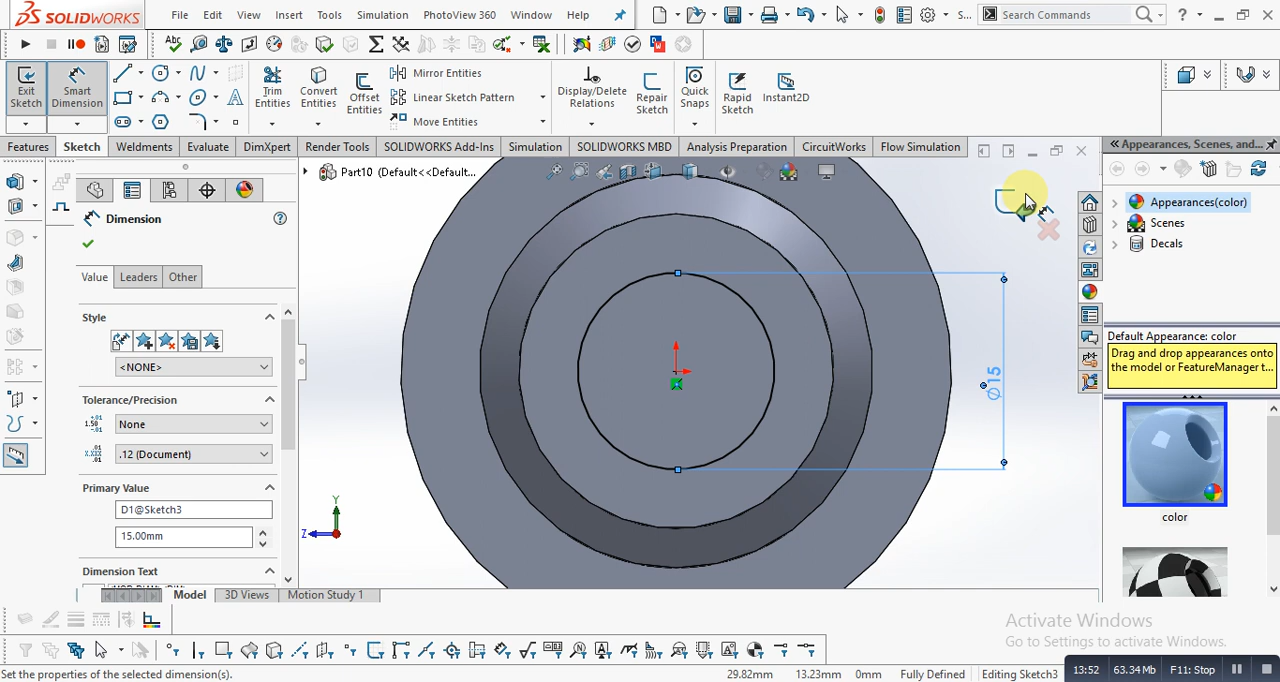 SOLIDWORKS
File Edit View Insert Tools Simulation PhotoView 360 Window Help
S...
Search Commands
Exit Sketch
Smart Dimension
Trim Entities
Convert Entities
Offset Entities
Mirror Entities
Linear Sketch Pattern
Move Entities
Display/Delete Relations
Repair Sketch
Quick Snaps
Rapid Sketch
Instant2D
Features Sketch Weldments Evaluate DimXpert Render Tools SOLIDWORKS Add-Ins Simulation SOLIDWORKS MBD Analysis Preparation CircuitWorks Flow Simulation
Appearances, Scenes, and...
Part10 (Default<<Default...
Dimension
Value Leaders Other
Style
<NONE>
Tolerance/Precision
None
.12 (Document)
Primary Value
D1@Sketch3
15.00mm
Dimension Text
∅15
Y
Z
Appearances(color)
Scenes
Decals
Default Appearance: color
Drag and drop appearances onto
the model or FeatureManager t...
color
Model 3D Views Motion Study 1
Activate Windows
Go to Settings to activate Windows.
Set the properties of the selected dimension(s).
29.82mm 13.23mm 0mm Fully Defined Editing Sketch3
13:52 63.34 Mb F11: Stop